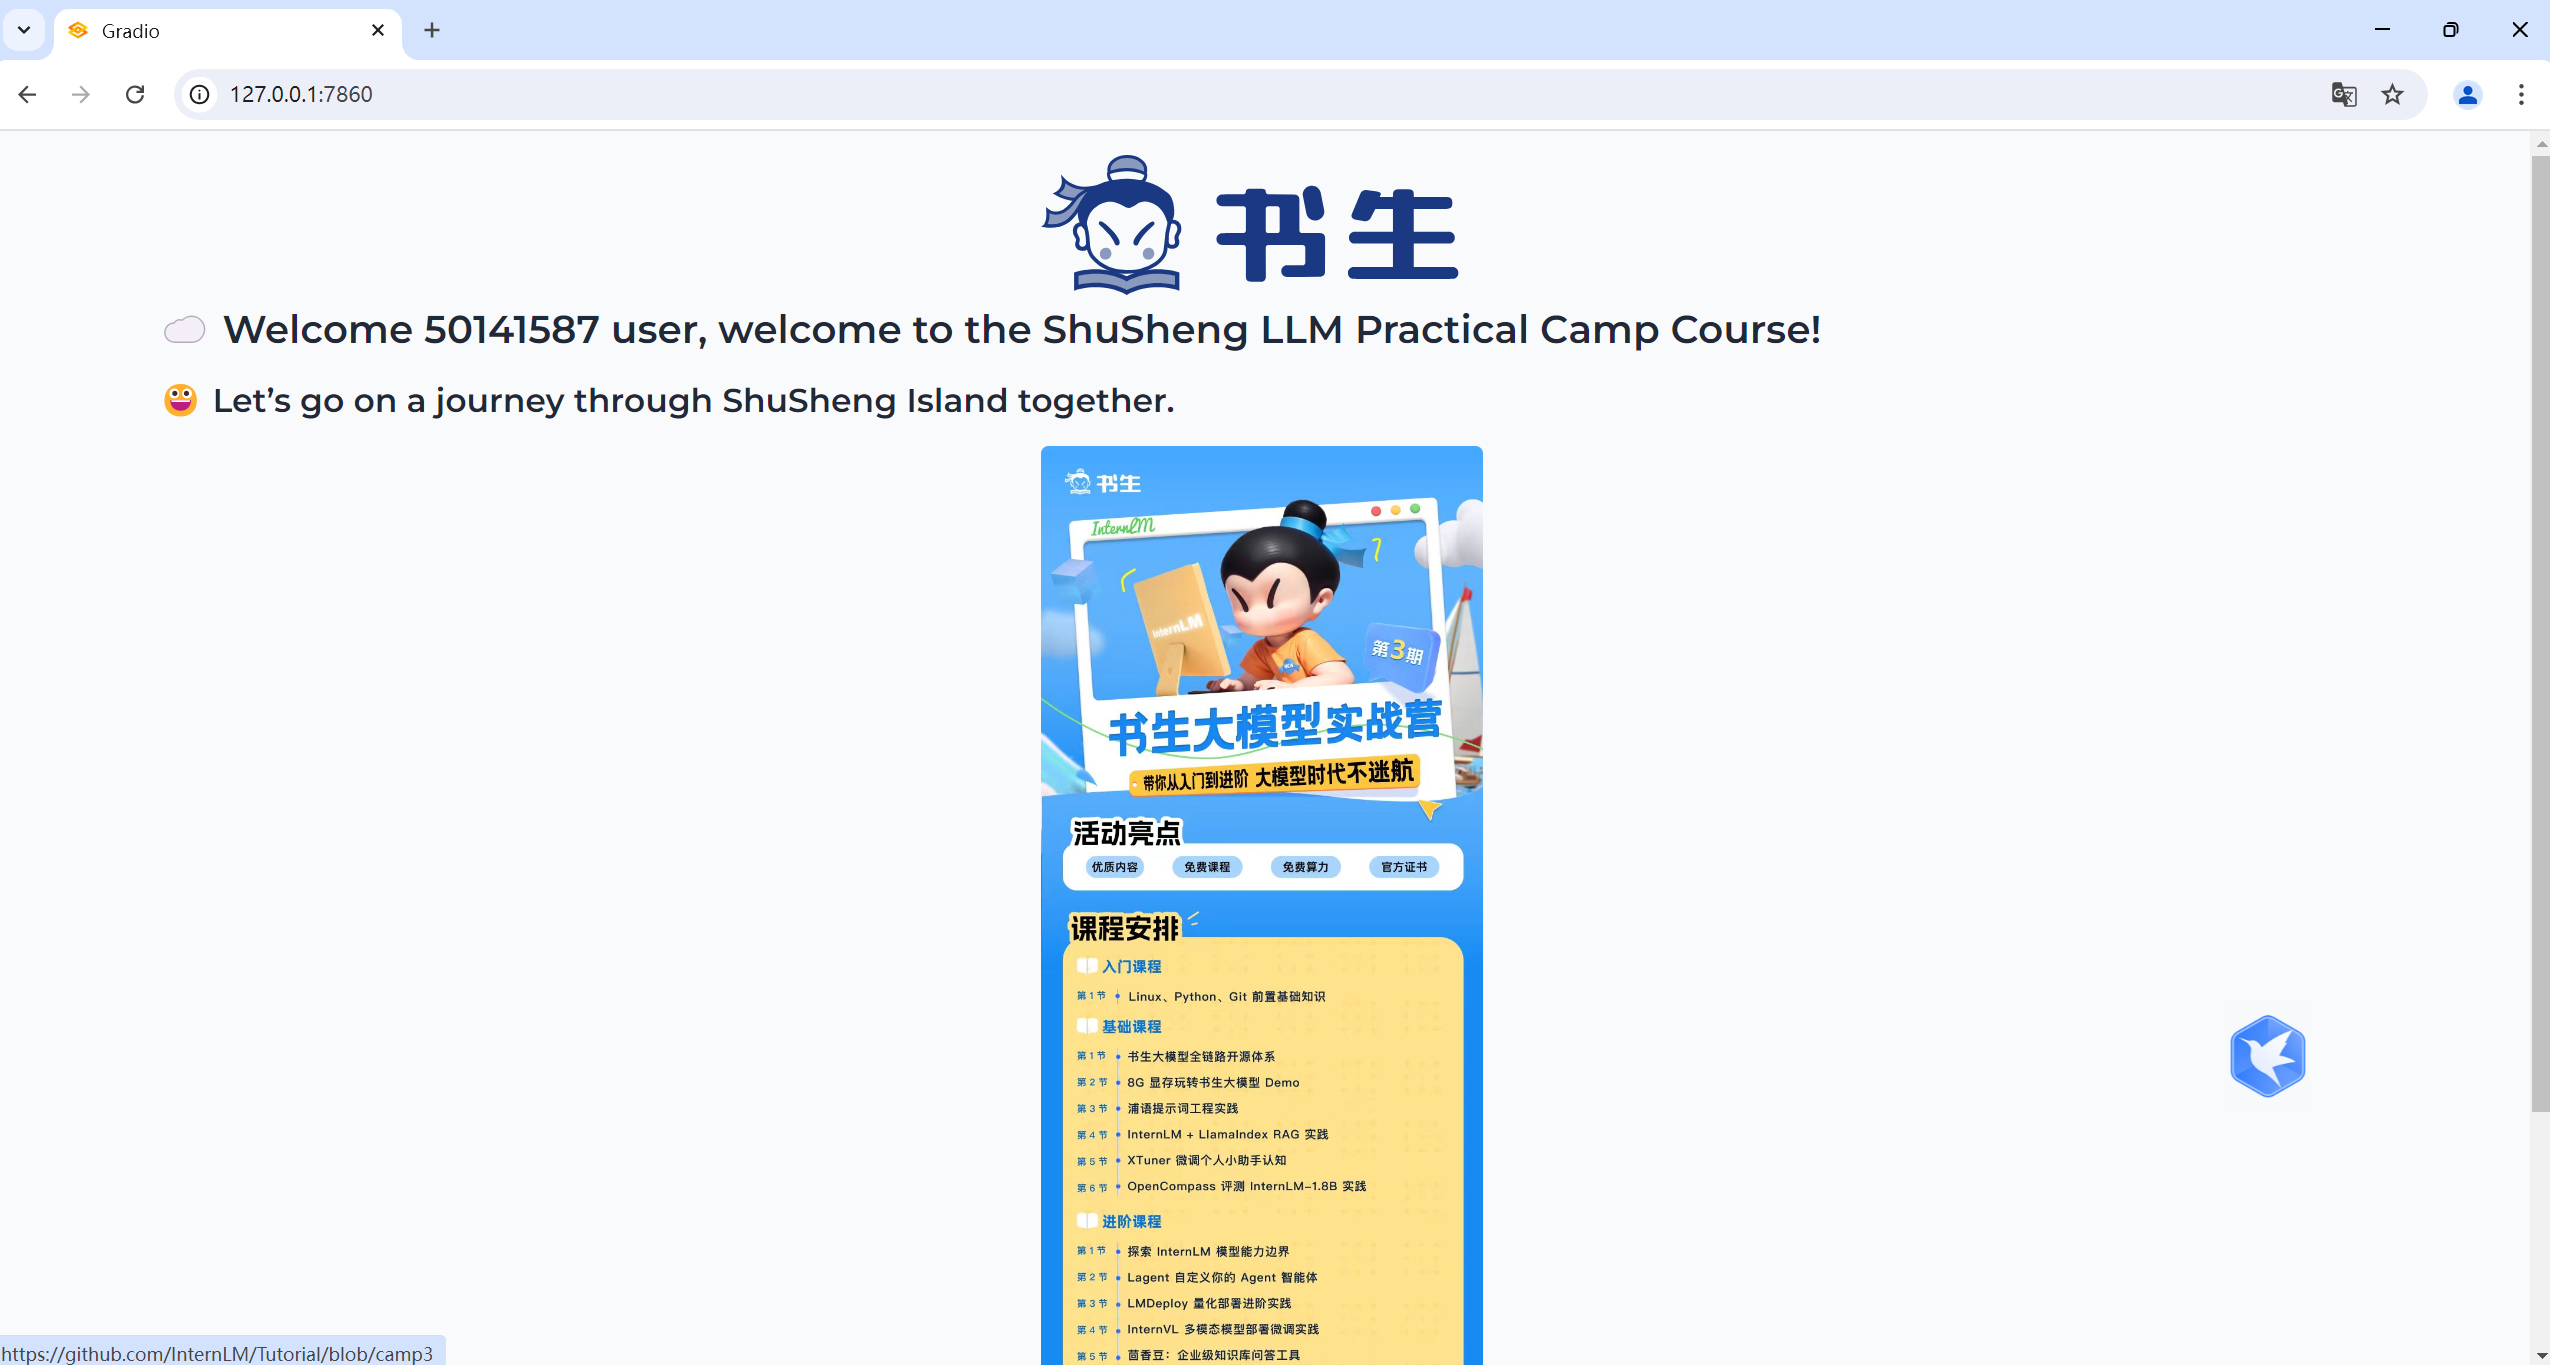 Gradio
127.0.0.1:7860
书生
Welcome 50141587 user, welcome to the ShuSheng LLM Practical Camp Course!
Let’s go on a journey through ShuSheng Island together.
书生
InternLM
InternLM
第3期
书生大模型实战营
带你从入门到进阶 大模型时代不迷航
活动亮点
优质内容 免费课程 免费算力 官方证书
课程安排
入门课程
第1节 Linux、Python、Git 前置基础知识
基础课程
第1节 书生大模型全链路开源体系
第2节 8G 显存玩转书生大模型 Demo
第3节 浦语提示词工程实践
第4节 InternLM + LlamaIndex RAG 实践
第5节 XTuner 微调个人小助手认知
第6节 OpenCompass 评测 InternLM-1.8B 实践
进阶课程
第1节 探索 InternLM 模型能力边界
第2节 Lagent 自定义你的 Agent 智能体
第3节 LMDeploy 量化部署进阶实践
第4节 InternVL 多模态模型部署微调实践
第5节 茴香豆：企业级知识库问答工具
https://github.com/InternLM/Tutorial/blob/camp3